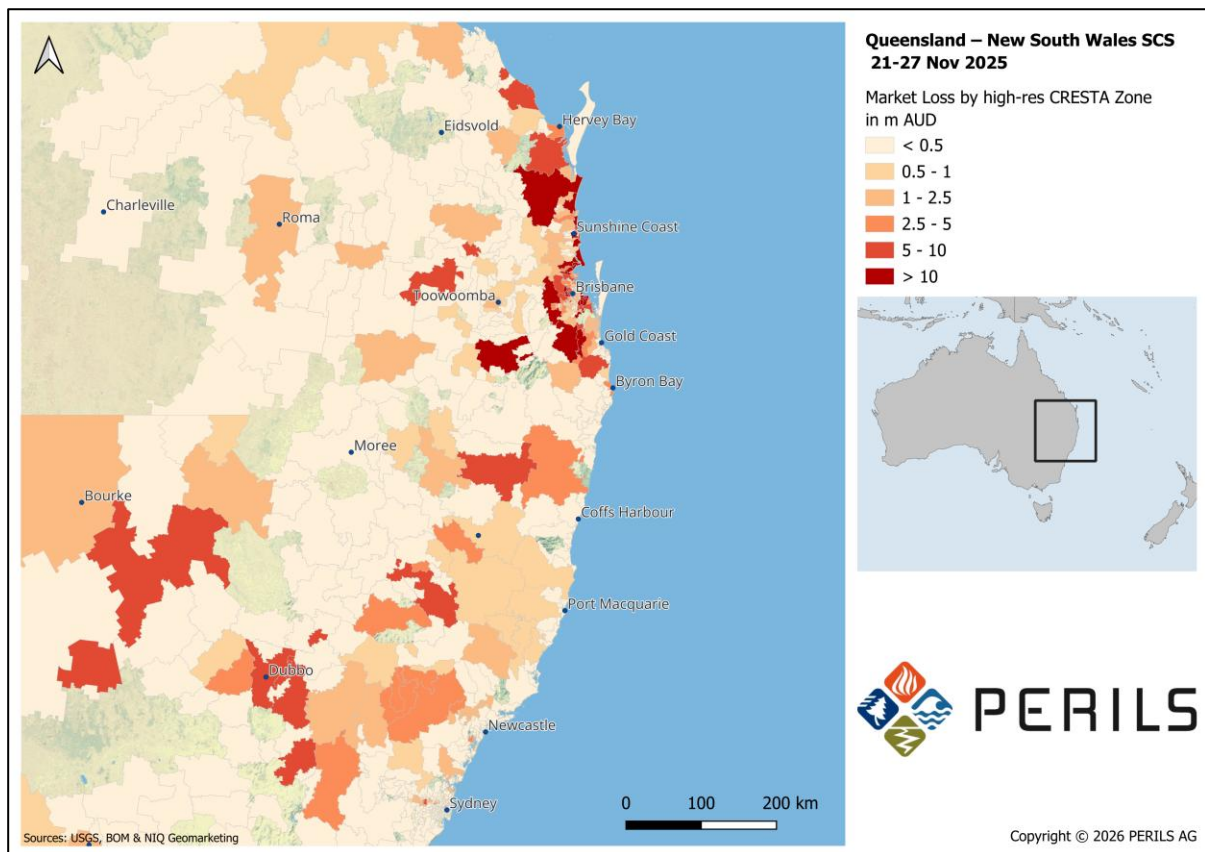 Queensland – New South Wales SCS
21-27 Nov 2025
Market Loss by high-res CRESTA Zone
in m AUD
< 0.5
0.5 - 1
1 - 2.5
2.5 - 5
5 - 10
> 10
Eidsvold
Hervey Bay
Charleville
Roma
Sunshine Coast
Toowoomba
Brisbane
Gold Coast
Byron Bay
Moree
Bourke
Coffs Harbour
Port Macquarie
Dubbo
Newcastle
Sydney
0 100 200 km
Sources: USGS, BOM & NIQ Geomarketing
PERILS
Copyright © 2026 PERILS AG